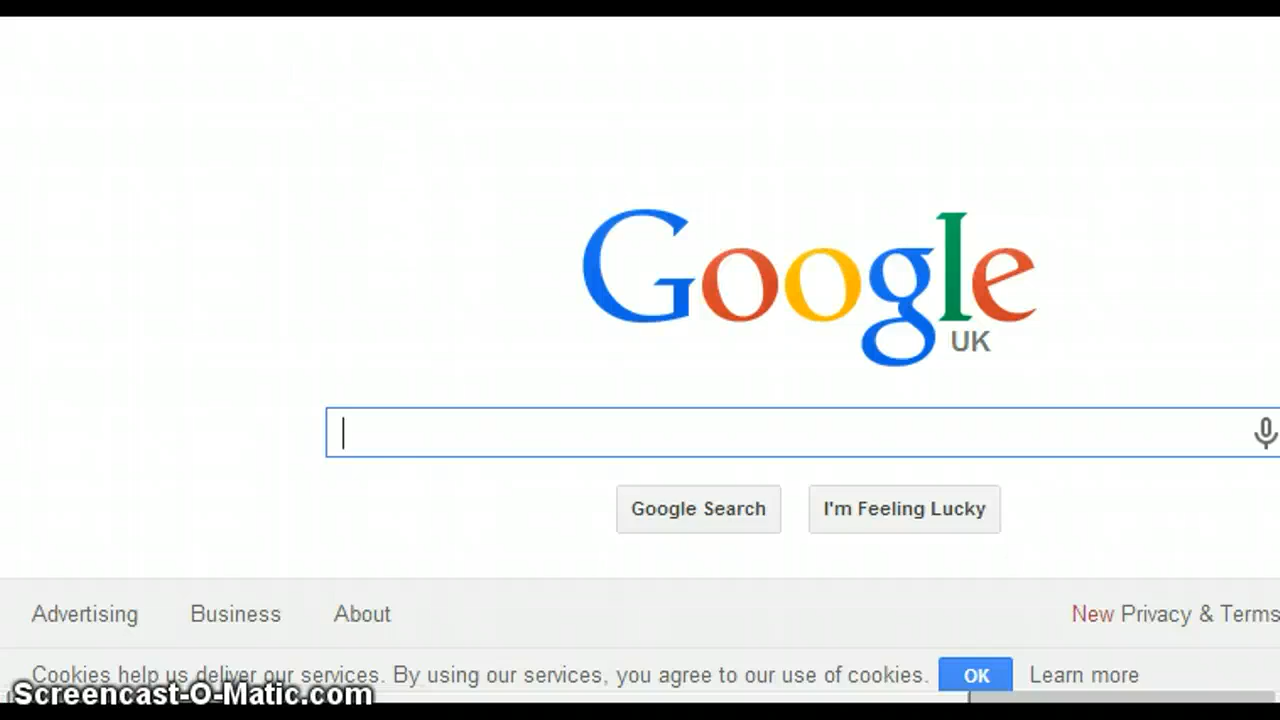 Google
UK
Google Search
I'm Feeling Lucky
Advertising
Business
About
New Privacy & Terms
Cookies help us deliver our services. By using our services, you agree to our use of cookies.
OK
Learn more
Screencast-O-Matic.com